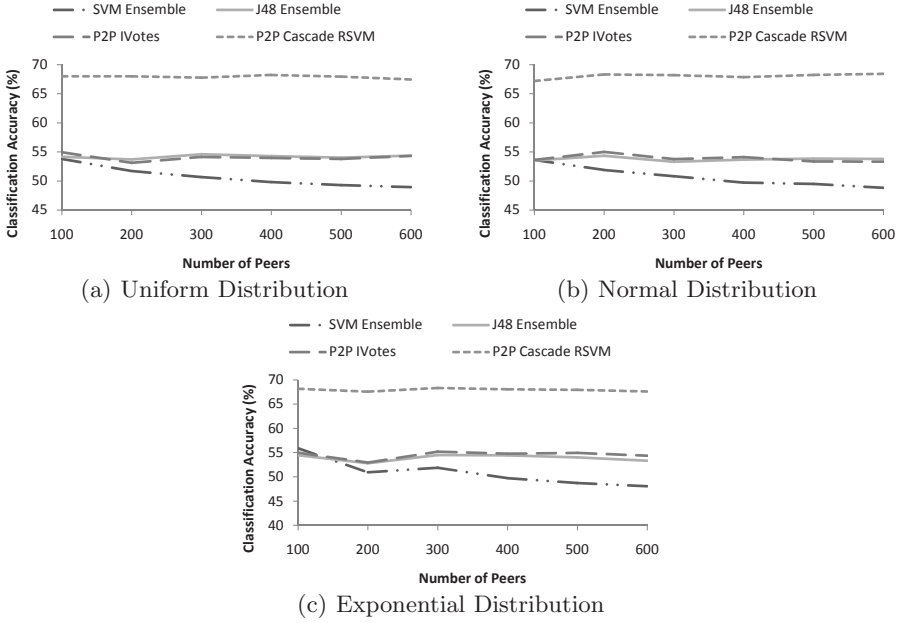 SVM Ensemble J48 Ensemble
P2P IVotes P2P Cascade RSVM
Classification Accuracy (%)
70
65
60
55
50
45
100 200 300 400 500 600
Number of Peers
(a) Uniform Distribution
SVM Ensemble J48 Ensemble
P2P IVotes P2P Cascade RSVM
Classification Accuracy (%)
70
65
60
55
50
45
100 200 300 400 500 600
Number of Peers
(b) Normal Distribution
SVM Ensemble J48 Ensemble
P2P IVotes P2P Cascade RSVM
Classification Accuracy (%)
70
65
60
55
50
45
40
100 200 300 400 500 600
Number of Peers
(c) Exponential Distribution